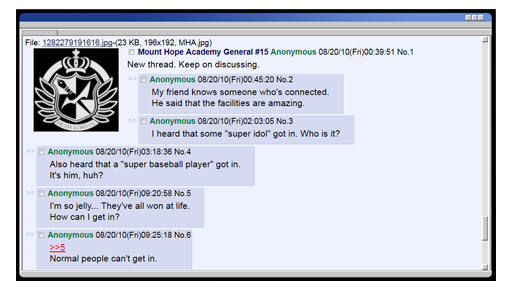 File: 1282279191616.jpg-(23 KB, 196x192, MHA.jpg)
Mount Hope Academy General #15 Anonymous 08/20/10(Fri)00:39:51 No.1
New thread. Keep on discussing.
>> Anonymous 08/20/10(Fri)00:45:20 No.2
My friend knows someone who's connected.
He said that the facilities are amazing.
>> Anonymous 08/20/10(Fri)02:03:05 No.3
I heard that some "super idol" got in. Who is it?
>> Anonymous 08/20/10(Fri)03:18:36 No.4
Also heard that a "super baseball player" got in.
It's him, huh?
>> Anonymous 08/20/10(Fri)09:20:58 No.5
I'm so jelly... They've all won at life.
How can I get in?
>> Anonymous 08/20/10(Fri)09:25:18 No.6
>>5
Normal people can't get in.